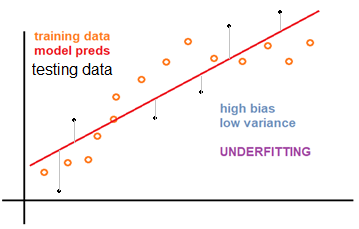 training data
model preds
testing data
high bias
low variance
UNDERFITTING